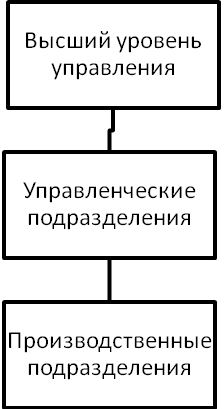 Высший уровень
управления
Управленческие
подразделения
Производственные
подразделения